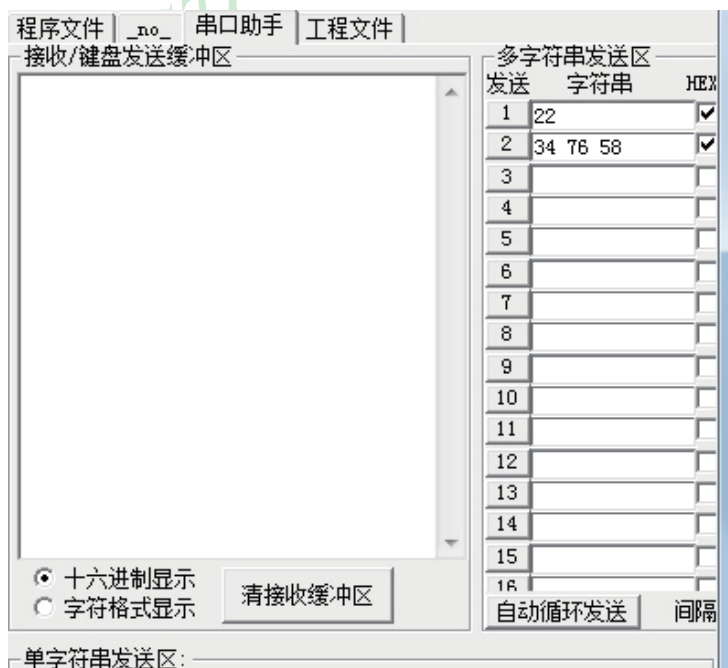 程序文件 _no_ 串口助手 工程文件
接收/键盘发送缓冲区
多字符串发送区
发送 字符串 HEX
1 22
2 34 76 58
3
4
5
6
7
8
9
10
11
12
13
14
15
16
十六进制显示
字符格式显示
清接收缓冲区
自动循环发送 间隔
单字符串发送区: